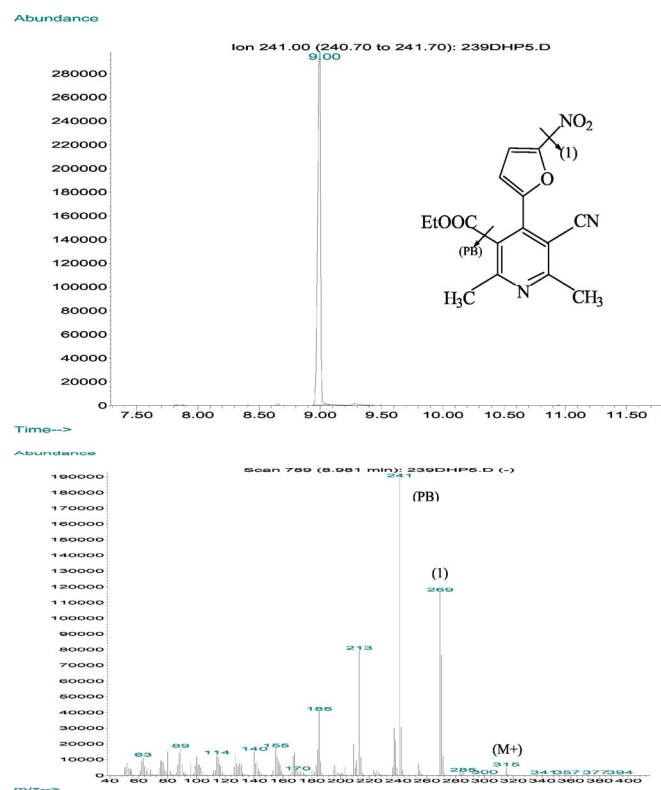 Abundance
Ion 241.00 (240.70 to 241.70): 239DHP5.D
9.00
280000
260000
240000
220000
200000
180000
160000
140000
120000
100000
80000
60000
40000
20000
0
NO2
(1)
O
EtOOC
CN
(PB)
H3C
N
CH3
7.50 8.00 8.50 9.00 9.50 10.00 10.50 11.00 11.50
Time-->
Abundance
Scan 789 (8.981 min): 239DHP5.D (-)
190000
180000
170000
160000
150000
140000
130000
120000
110000
100000
90000
80000
70000
60000
50000
40000
30000
20000
10000
0
241
(PB)
(1)
269
213
185
(M+)
63 89 114 140 155 170 285 300 315 341 357 377 394
40 60 80 100 120 140 160 180 200 220 240 260 280 300 320 340 360 380 400
m/z-->